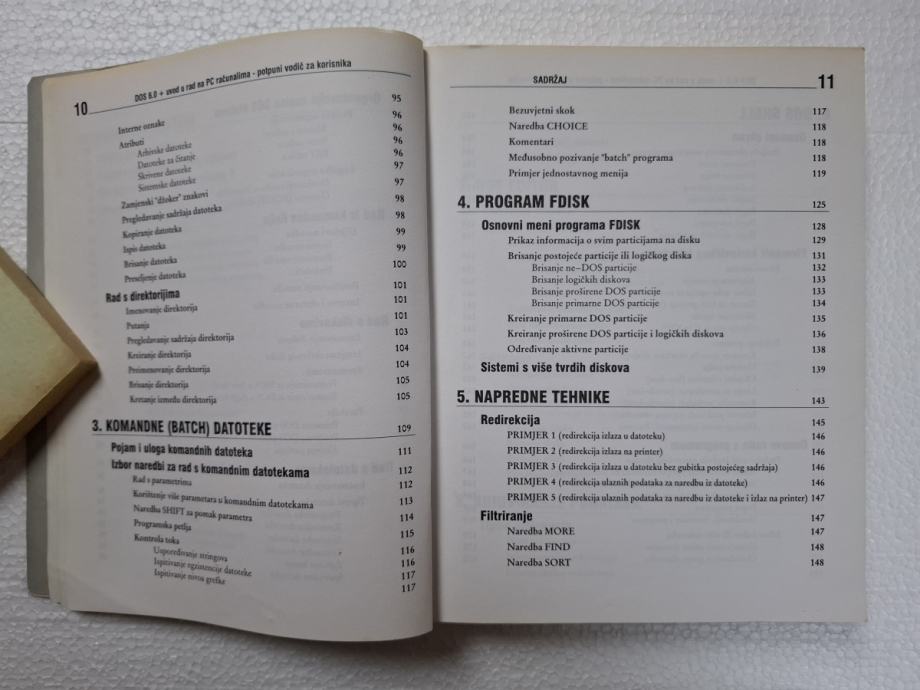 10 DOS 6.0 + uvod u rad na PC računalima - potpuni vodič za korisnika
Interne oznake 95
Atributi 96
Arhivske datoteke 96
Datoteke za čitanje 96
Skrivene datoteke 96
Sistemske datoteke 97
Zamjenski "džoker" znakovi 97
Pregledavanje sadržaja datoteka 98
Kopiranje datoteka 98
Ispis datoteka 99
Brisanje datoteka 99
Preseljenje datoteka 100
Rad s direktorijima 101
Imenovanje direktorija 101
Putanja 101
Pregledavanje sadržaja direktorija 103
Kreiranje direktorija 104
Preimenovanje direktorija 104
Brisanje direktorija 105
Kretanje između direktorija 105
3. KOMANDNE (BATCH) DATOTEKE 109
Pojam i uloga komandnih datoteka 111
Izbor naredbi za rad s komandnim datotekama 112
Rad s parametrima 112
Korištenje više parametara u komandnim datotekama 113
Naredba SHIFT za pomak parametra 114
Programska petlja 115
Kontrola toka 116
Uspoređivanje stringova 116
Ispitivanje egzistencije datoteke 117
Ispitivanje nivoa greške 117
SADRŽAJ 11
Bezuvjetni skok 117
Naredba CHOICE 118
Komentari 118
Međusobno pozivanje "batch" programa 118
Primjer jednostavnog menija 119
4. PROGRAM FDISK 125
Osnovni meni programa FDISK 128
Prikaz informacija o svim particijama na disku 129
Brisanje postojeće particije ili logičkog diska 131
Brisanje ne–DOS particije 132
Brisanje logičkih diskova 133
Brisanje proširene DOS particije 133
Brisanje primarne DOS particije 134
Kreiranje primarne DOS particije 135
Kreiranje proširene DOS particije i logičkih diskova 136
Određivanje aktivne particije 138
Sistemi s više tvrdih diskova 139
5. NAPREDNE TEHNIKE 143
Redirekcija 145
PRIMJER 1 (redirekcija izlaza u datoteku) 146
PRIMJER 2 (redirekcija izlaza na printer) 146
PRIMJER 3 (redirekcija izlaza u datoteku bez gubitka postojećeg sadržaja) 146
PRIMJER 4 (redirekcija ulaznih podataka za naredbu iz datoteke) 146
PRIMJER 5 (redirekcija ulaznih podataka za naredbu iz datoteke i izlaz na printer) 147
Filtriranje 147
Naredba MORE 147
Naredba FIND 148
Naredba SORT 148